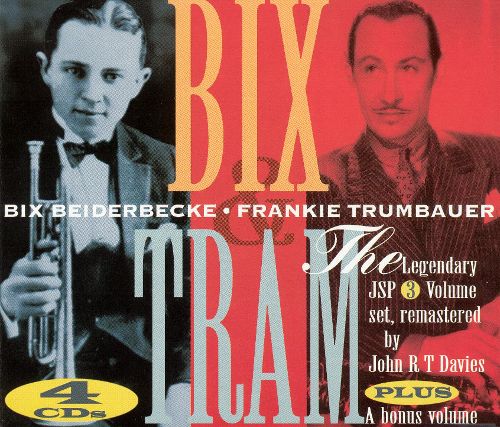 BIX
&
BIX BEIDERBECKE • FRANKIE TRUMBAUER
TRAM
The Legendary
JSP 3 Volume
set, remastered
by
John R T Davies
PLUS
A bonus volume
4
CDs